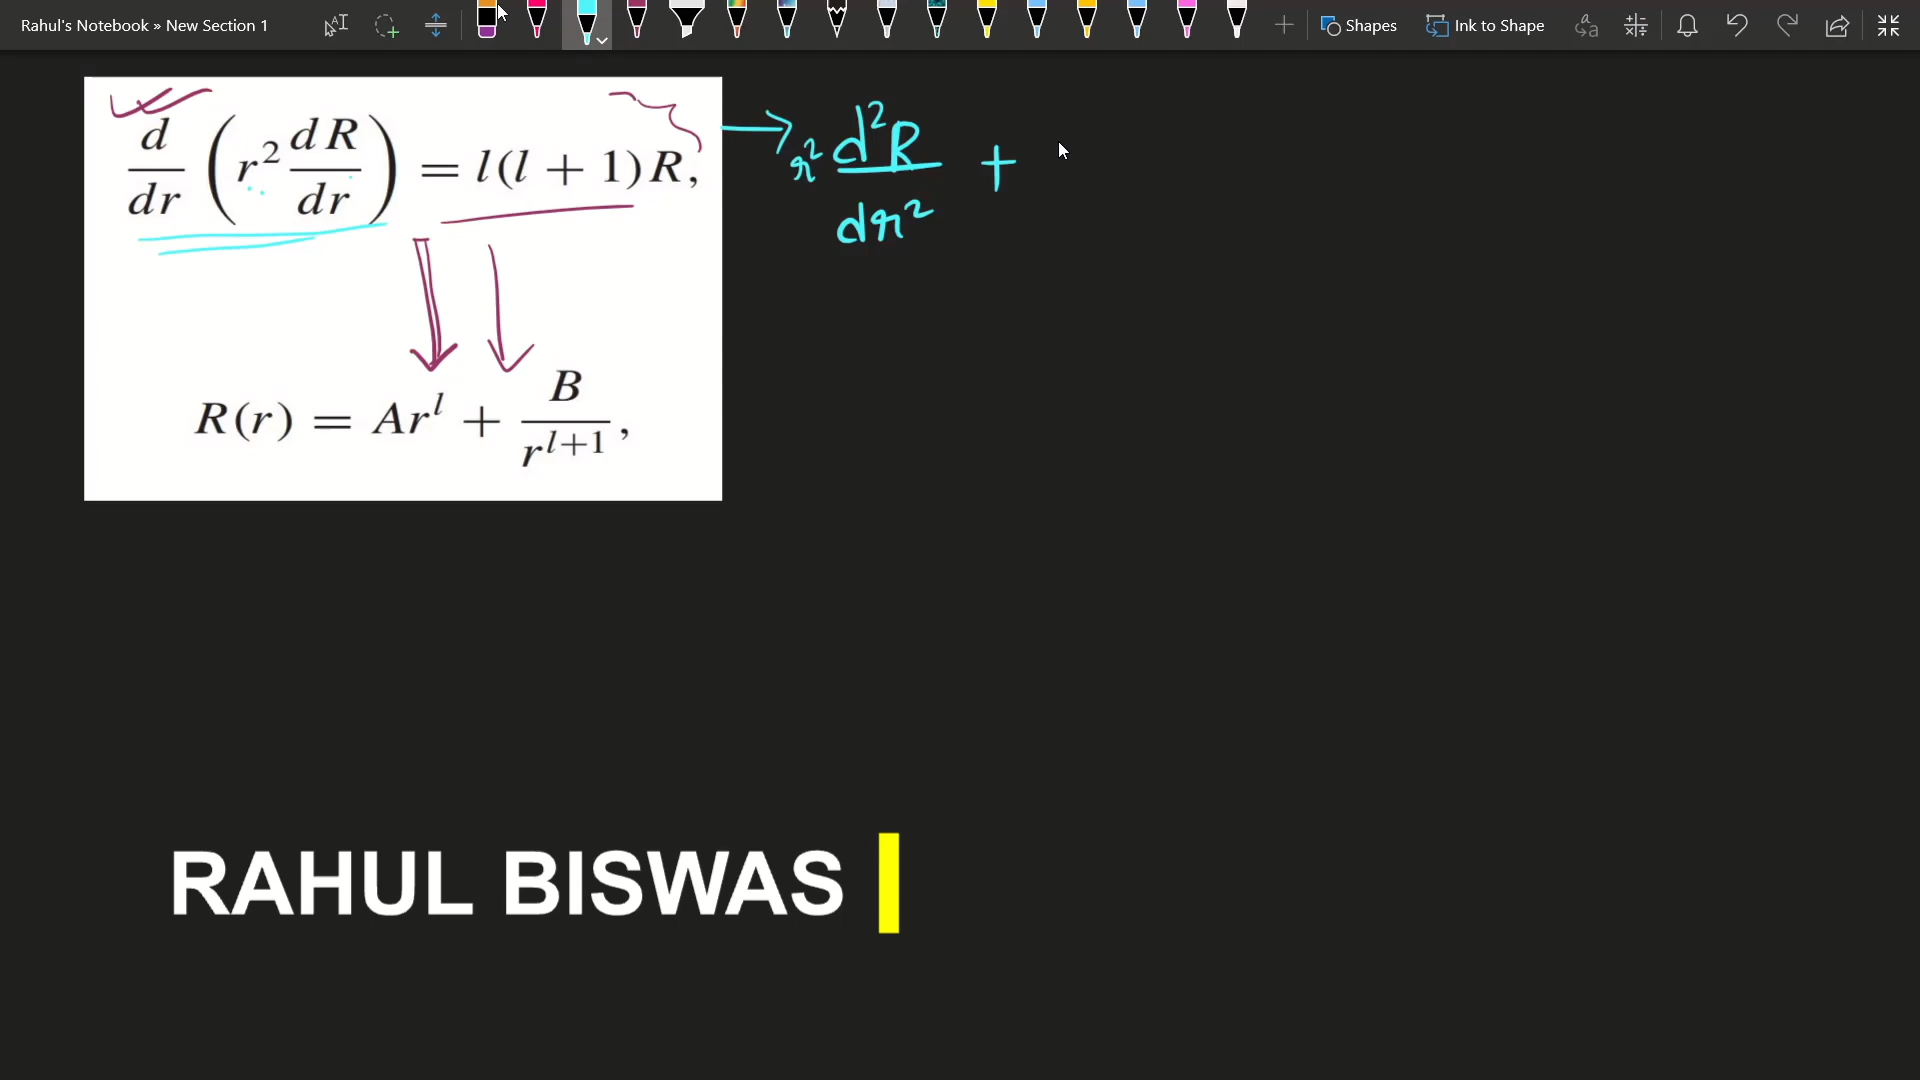 Rahul's Notebook » New Section 1
Shapes
Ink to Shape
d/dr (r² dR/dr) = l(l + 1)R,
→ r² d²R/dr² +
R(r) = Ar^l + B/r^(l+1),
RAHUL BISWAS